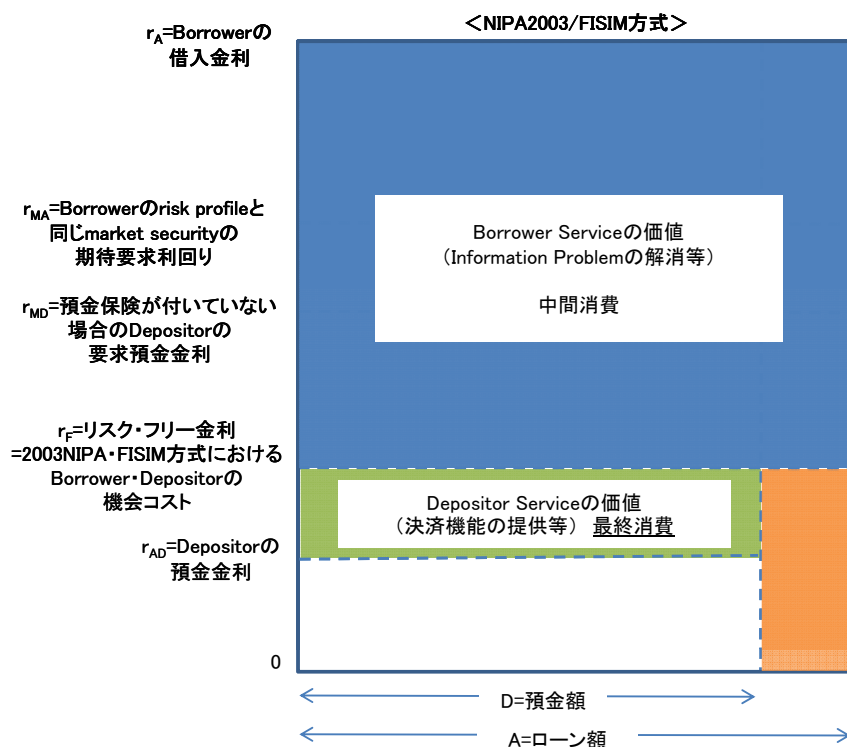 <NIPA2003/FISIM方式>
rA=Borrowerの
借入金利
rMA=Borrowerのrisk profileと
同じmarket securityの
期待要求利回り
Borrower Serviceの価値
（Information Problemの解消等）
中間消費
rMD=預金保険が付いていない
場合のDepositorの
要求預金金利
rF=リスク・フリー金利
=2003NIPA・FISIM方式における
Borrower・Depositorの
機会コスト
Depositor Serviceの価値
（決済機能の提供等） 最終消費
rAD=Depositorの
預金金利
0
D=預金額
A=ローン額